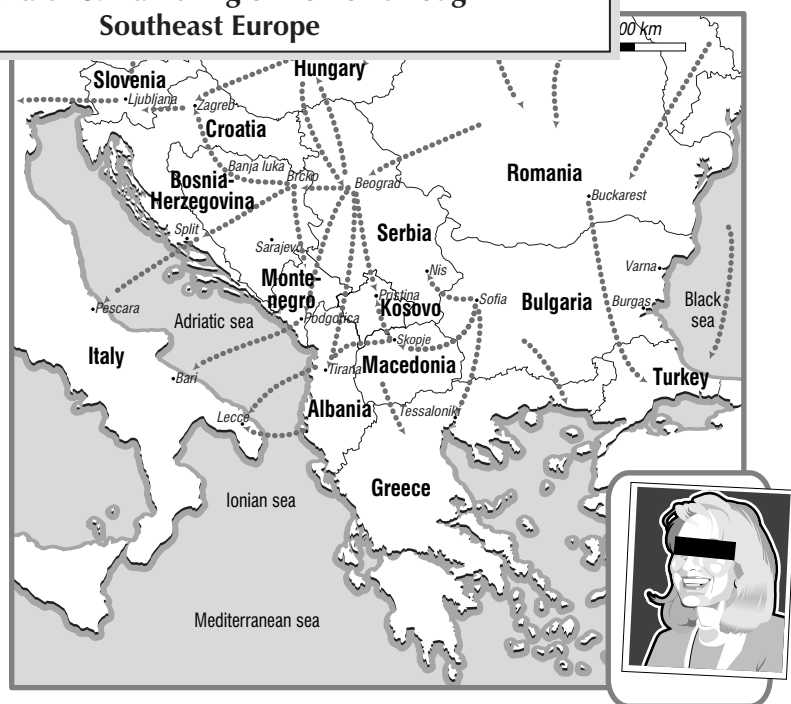 Southeast Europe
00 km
Hungary
Slovenia
Ljubljana
Zagreb
Croatia
Banja luka
Brcko
Bosnia-
Herzegovina
Beograd
Romania
Buckarest
Split
Sarajevo
Serbia
Monte-
negro
Nis
Varna
Pristina
Kosovo
Sofia
Bulgaria
Burgas
Black
sea
Pescara
Adriatic sea
Podgorica
Skopje
Italy
Tirana
Macedonia
Turkey
Bari
Lecce
Albania
Tessaloniki
Greece
Ionian sea
Mediterranean sea